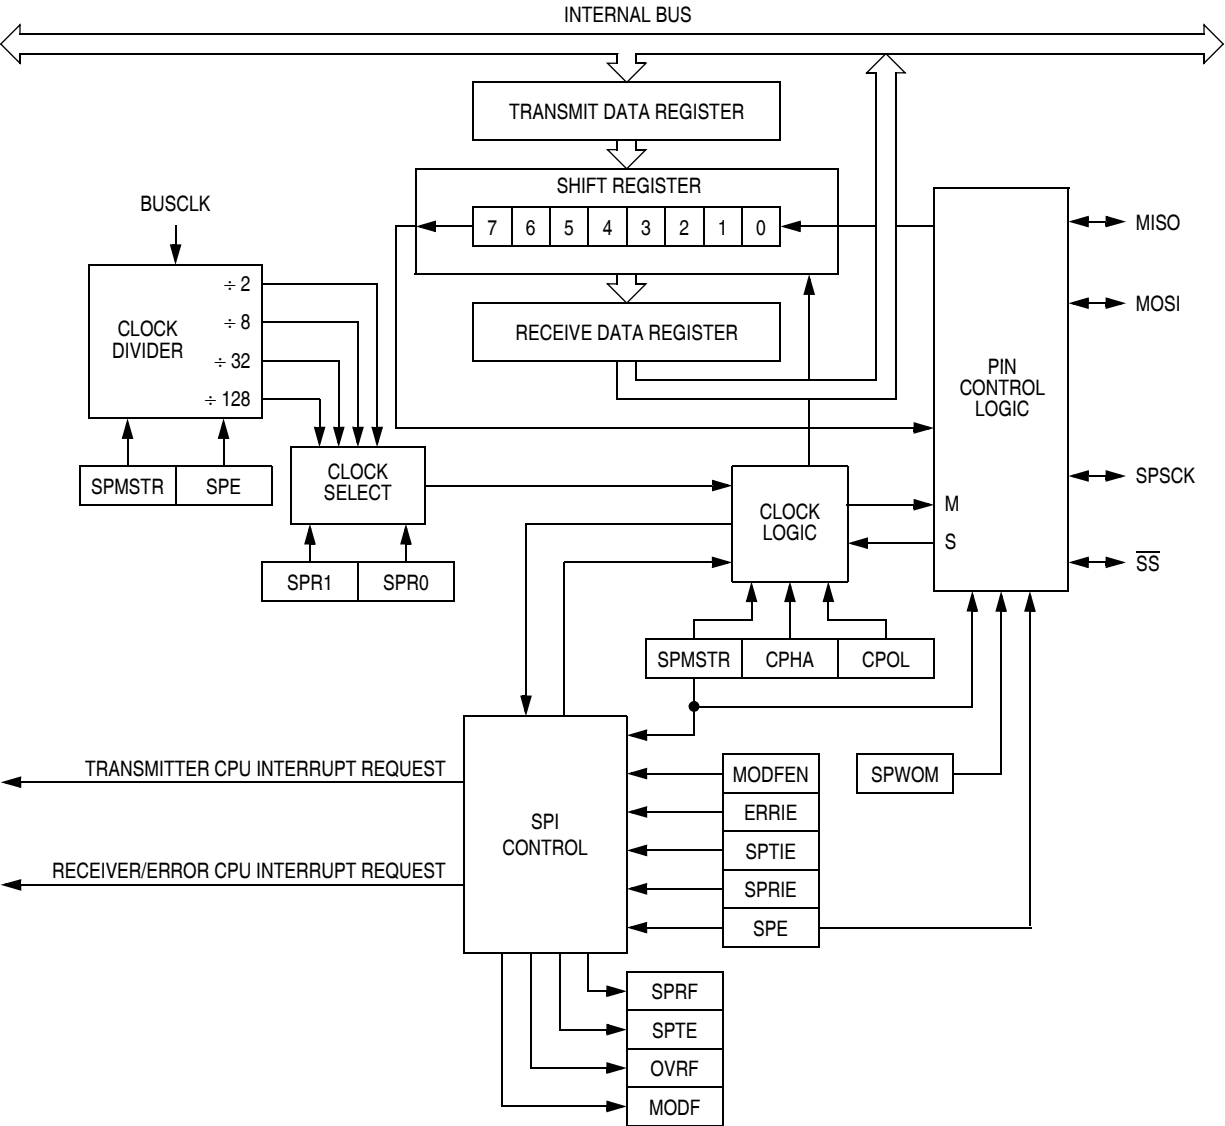 INTERNAL BUS
TRANSMIT DATA REGISTER
SHIFT REGISTER
7 6 5 4 3 2 1 0
BUSCLK
MISO
÷ 2
÷ 8
÷ 32
÷ 128
CLOCK
DIVIDER
RECEIVE DATA REGISTER
MOSI
PIN
CONTROL
LOGIC
SPMSTR SPE
CLOCK
SELECT
SPSCK
CLOCK
LOGIC
M
S
SS
SPR1 SPR0
SPMSTR CPHA CPOL
TRANSMITTER CPU INTERRUPT REQUEST
MODFEN
SPWOM
ERRIE
SPI
CONTROL
SPTIE
RECEIVER/ERROR CPU INTERRUPT REQUEST
SPRIE
SPE
SPRF
SPTE
OVRF
MODF